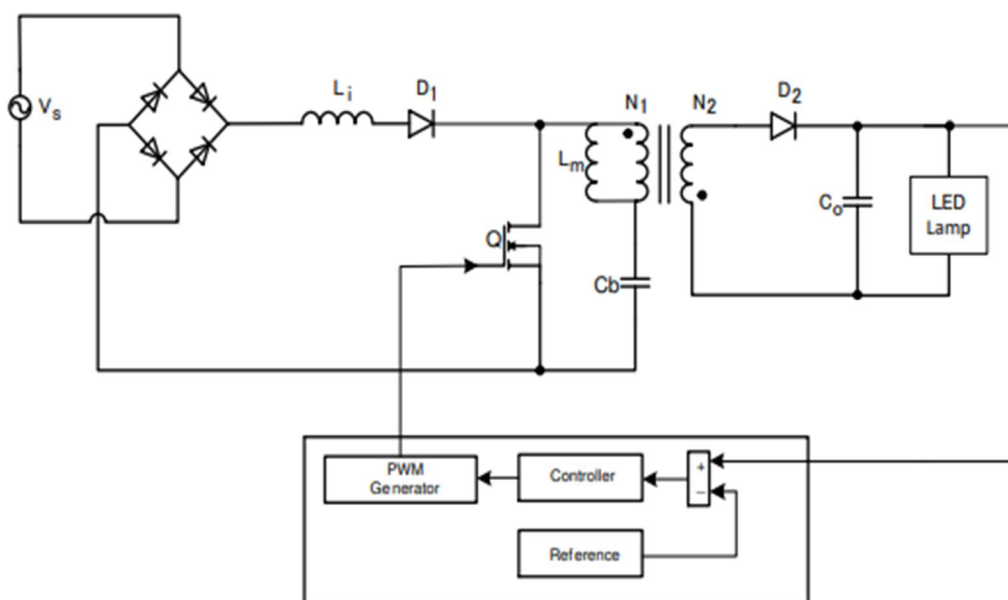 Vs
Li
D1
N1
N2
D2
Lm
Q
Cb
Co
LED
Lamp
PWM
Generator
Controller
+
−
Reference